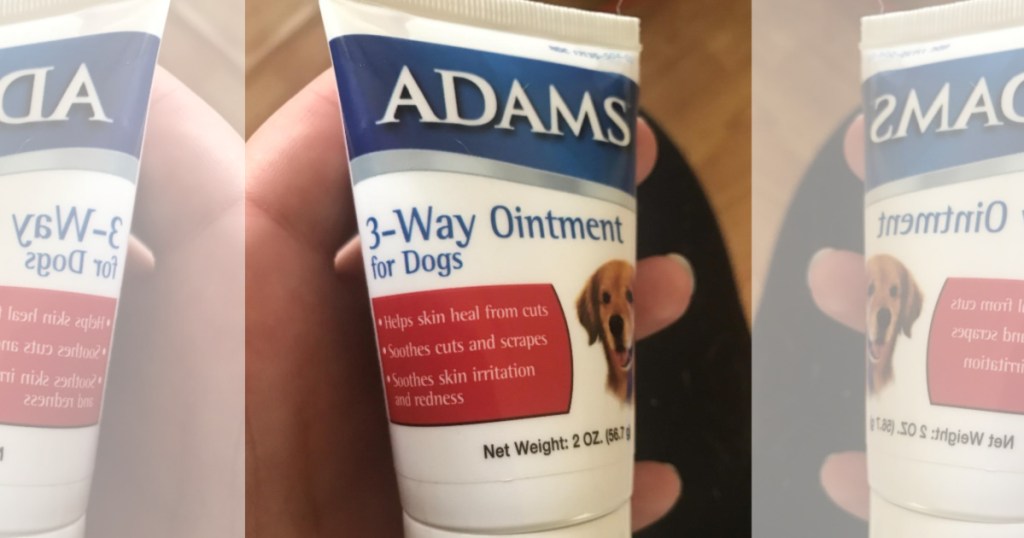 ADAMS
3-Way Ointment
for Dogs
•Helps skin heal from cuts
•Soothes cuts and scrapes
•Soothes skin irritation
and redness
Net Weight: 2 OZ. (56.7 g